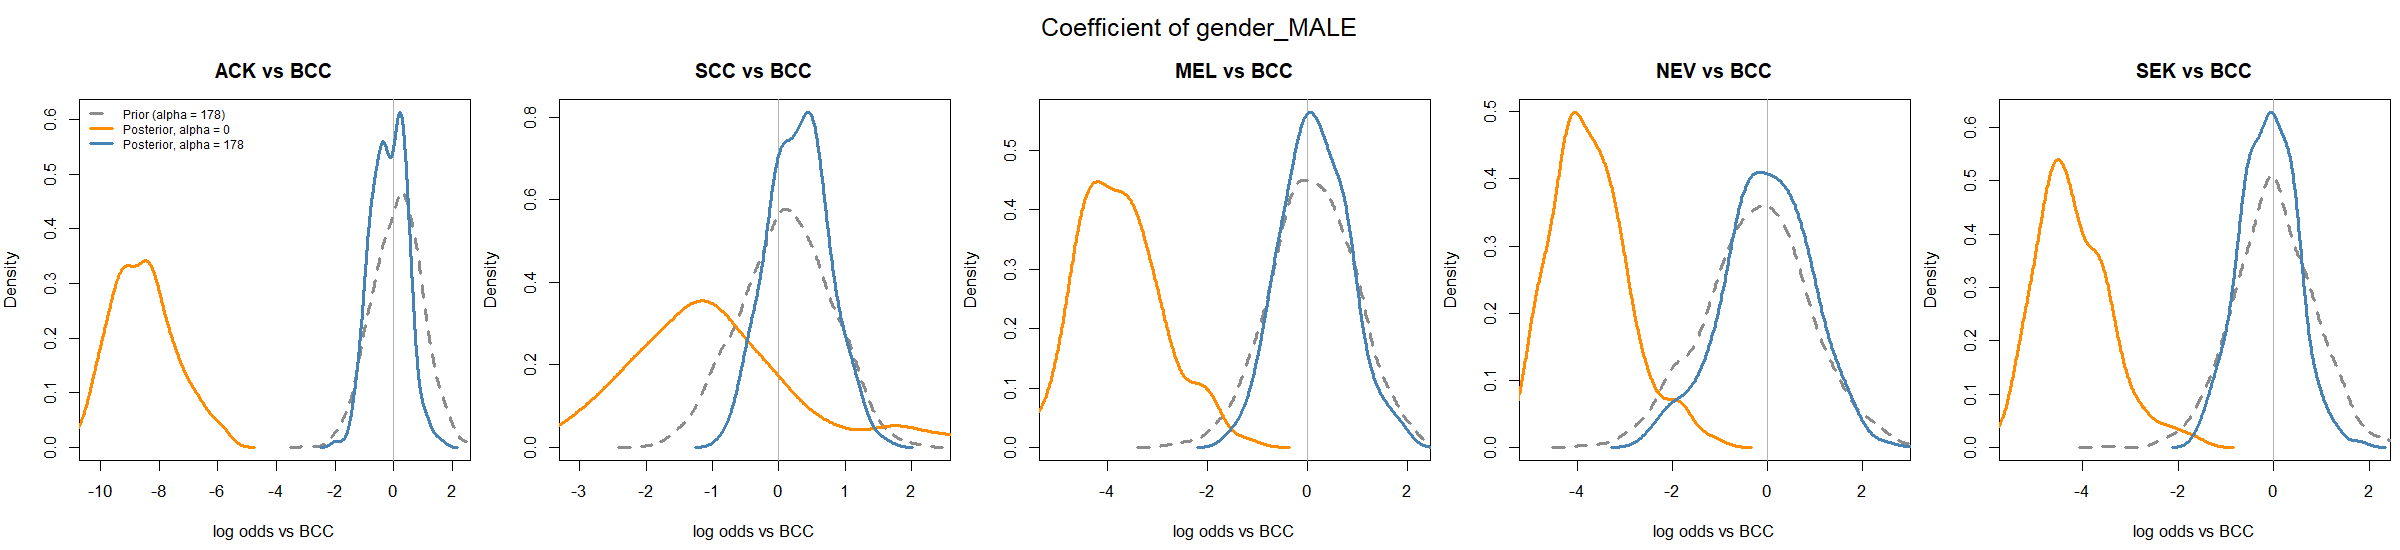 Coefficient of gender_MALE
ACK vs BCC
Prior (alpha = 178)
Posterior, alpha = 0
Posterior, alpha = 178
Density
0.0 0.1 0.2 0.3 0.4 0.5 0.6
-10 -8 -6 -4 -2 0 2
log odds vs BCC
SCC vs BCC
Density
0.0 0.2 0.4 0.6 0.8
-3 -2 -1 0 1 2
log odds vs BCC
MEL vs BCC
Density
0.0 0.1 0.2 0.3 0.4 0.5
-4 -2 0 2
log odds vs BCC
NEV vs BCC
Density
0.0 0.1 0.2 0.3 0.4 0.5
-4 -2 0 2
log odds vs BCC
SEK vs BCC
Density
0.0 0.1 0.2 0.3 0.4 0.5 0.6
-4 -2 0 2
log odds vs BCC